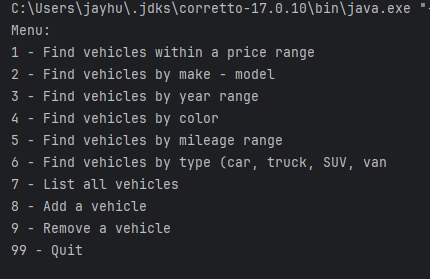 C:\Users\jayhu\.jdks\corretto-17.0.10\bin\java.exe "-
Menu:
1 - Find vehicles within a price range
2 - Find vehicles by make - model
3 - Find vehicles by year range
4 - Find vehicles by color
5 - Find vehicles by mileage range
6 - Find vehicles by type (car, truck, SUV, van
7 - List all vehicles
8 - Add a vehicle
9 - Remove a vehicle
99 - Quit